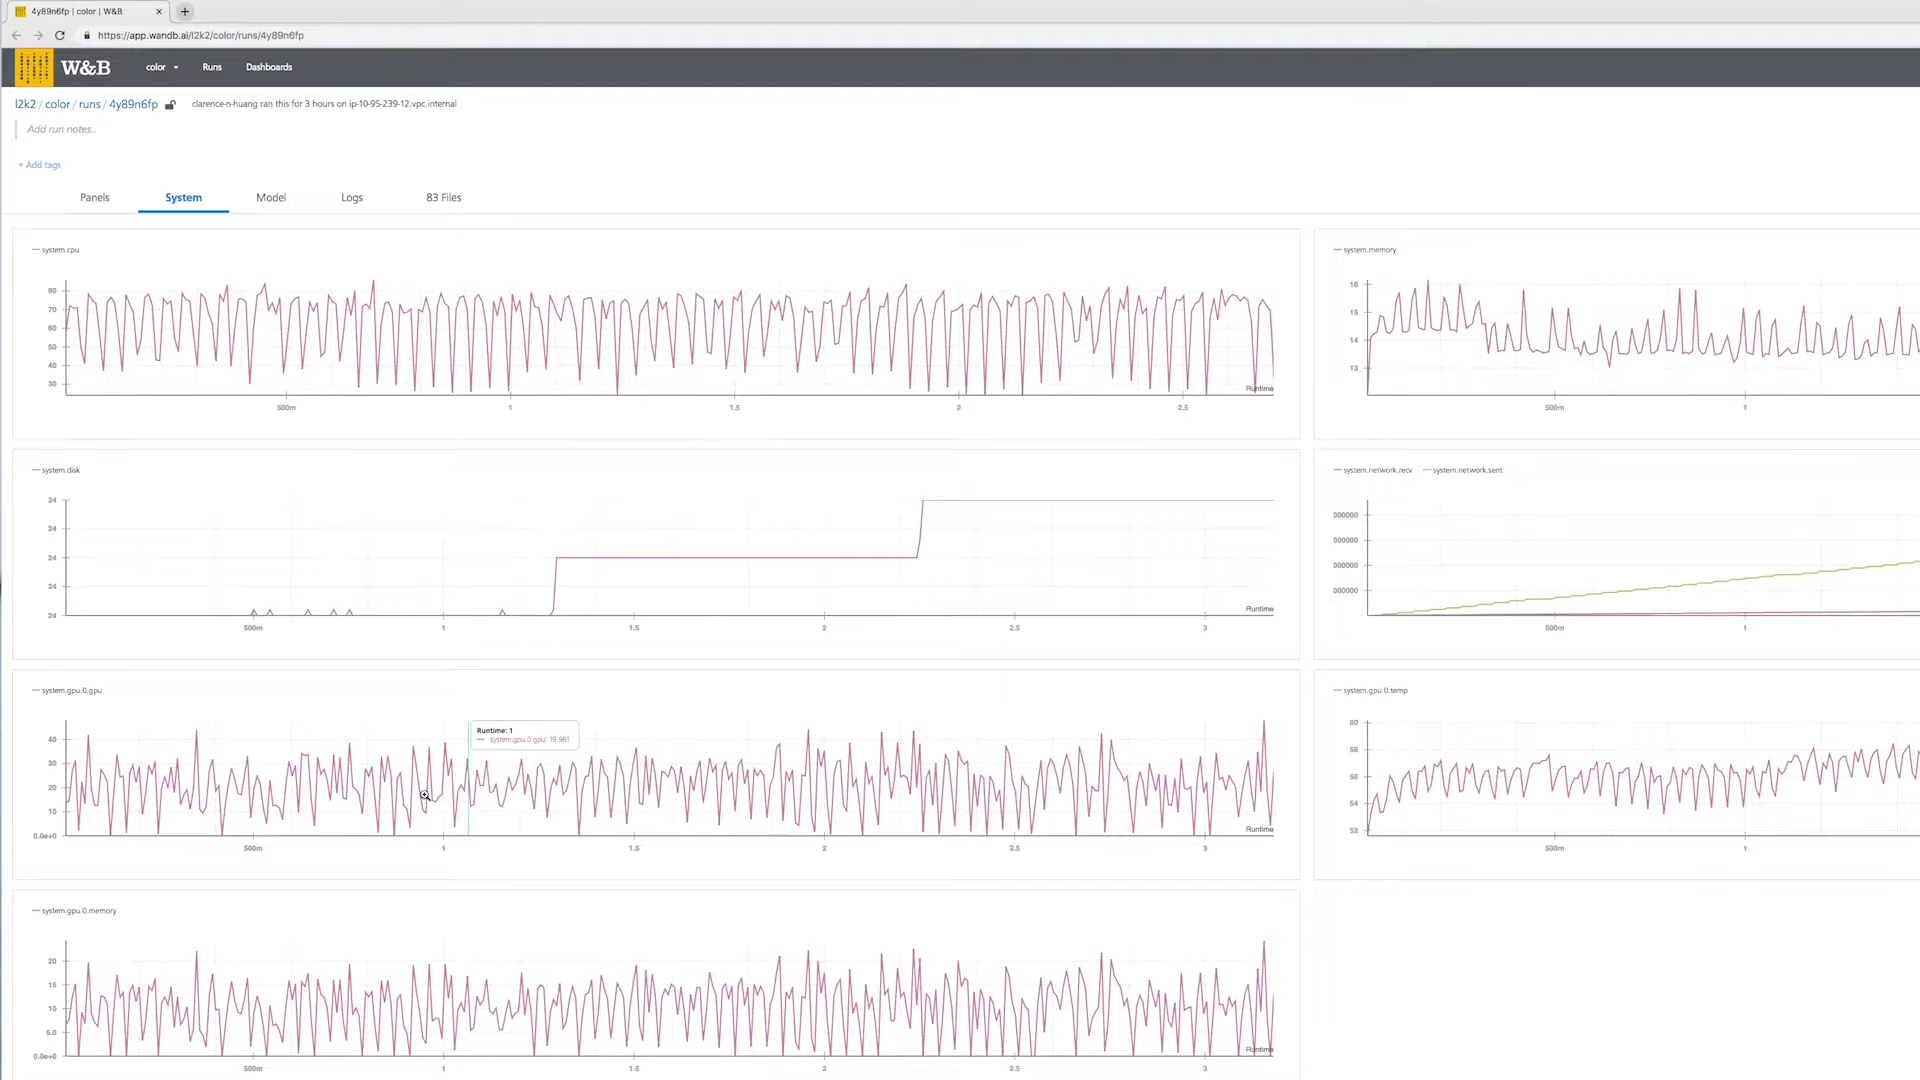 4y89n6fp | color | W&B
https://app.wandb.ai/l2k2/color/runs/4y89n6fp
W&B color Runs Dashboards
l2k2 / color / runs / 4y89n6fp clarence-n-huang ran this for 3 hours on ip-10-95-239-12.vpc.internal
Add run notes..
+ Add tags
Panels System Model Logs 83 Files
system.cpu
80
70
60
50
40
30
Runtime
500m 1 1.5 2 2.5
system.memory
16
15
14
13
500m 1
system.disk
24
24
24
24
24
Runtime
500m 1 1.5 2 2.5 3
system.network.recv system.network.sent
000000
000000
000000
000000
500m 1
system.gpu.0.gpu
Runtime: 1
system.gpu.0.gpu: 19.961
40
30
20
10
0.0e+0
Runtime
500m 1 1.5 2 2.5 3
system.gpu.0.temp
60
58
56
54
52
500m 1
system.gpu.0.memory
20
15
10
5.0
0.0e+0
Runtime
500m 1 1.5 2 2.5 3